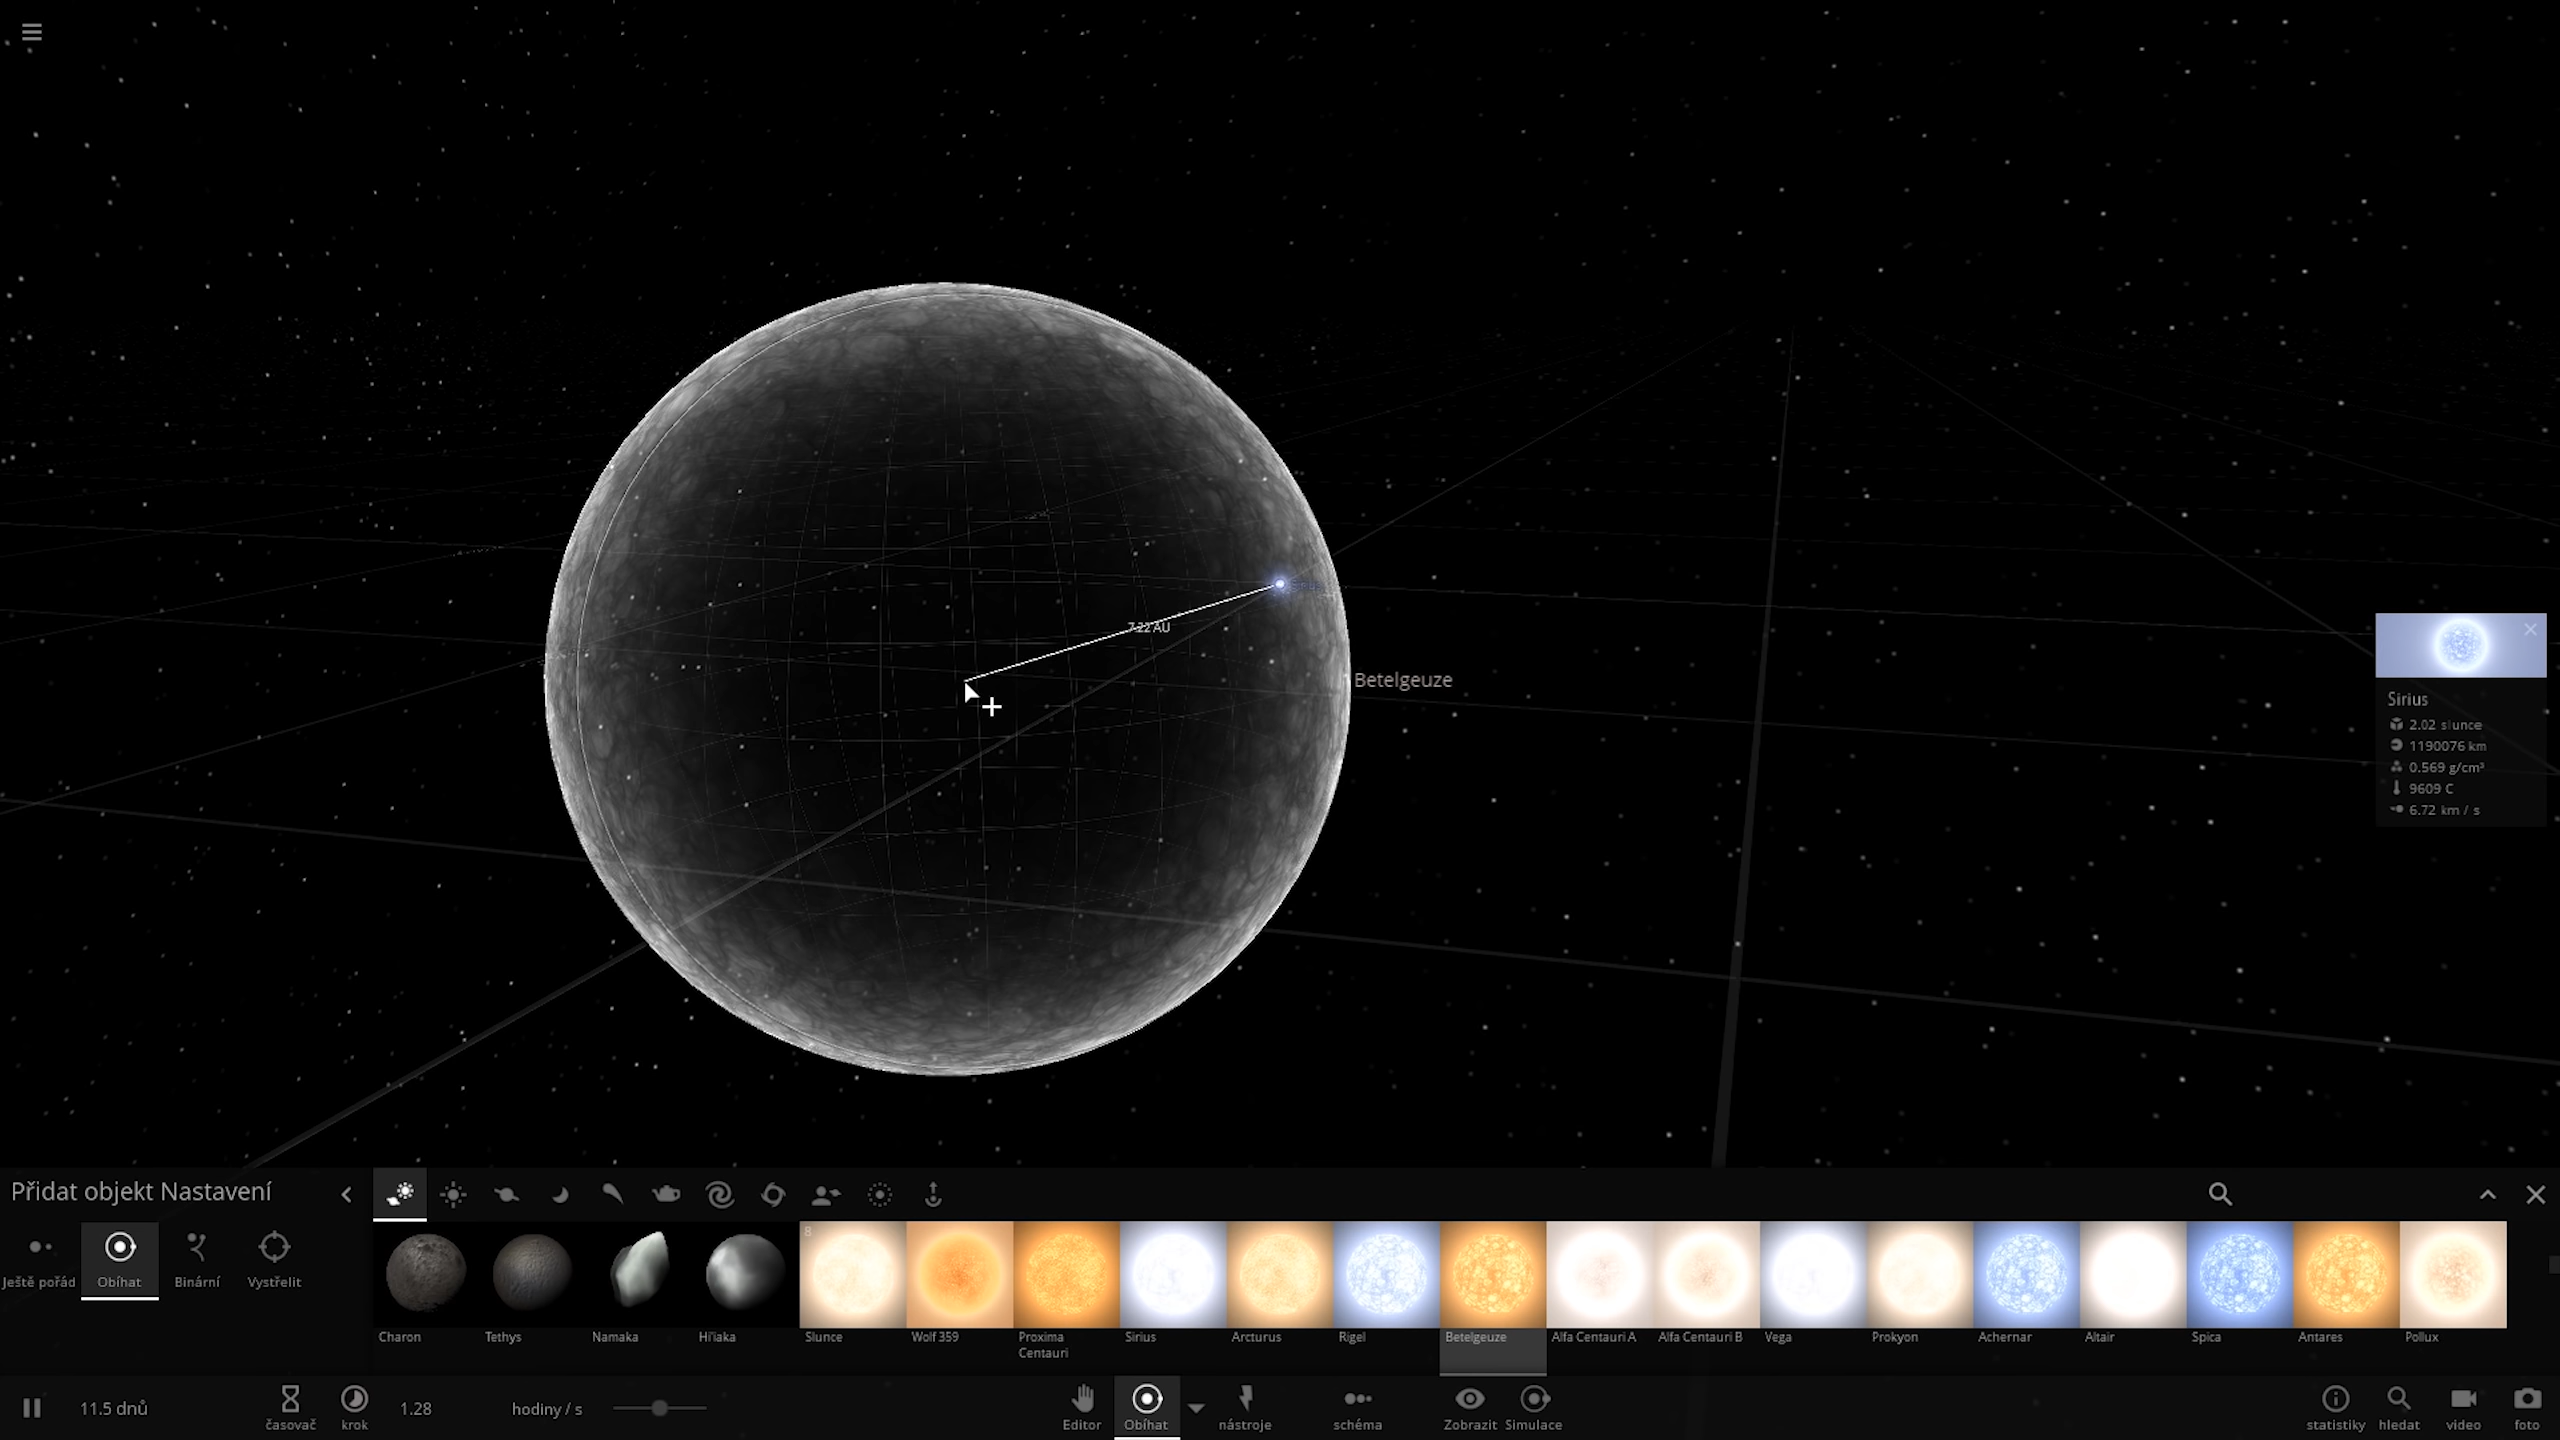 7.22 AU
Betelgeuze
Sirius
2.02 slunce
1190076 km
0.569 g/cm³
9609 C
6.72 km / s
Přidat objekt Nastavení
Ještě pořád
Obíhat
Binární
Vystřelit
8
Charon
Tethys
Namaka
Hi'iaka
Slunce
Wolf 359
Proxima
Centauri
Sirius
Arcturus
Rigel
Betelgeuze
Alfa Centauri A
Alfa Centauri B
Vega
Prokyon
Achernar
Altair
Spica
Antares
Pollux
11.5 dnů
časovač
krok
1.28
hodiny / s
Editor
Obíhat
nástroje
schéma
Zobrazit
Simulace
statistiky
hledat
video
foto